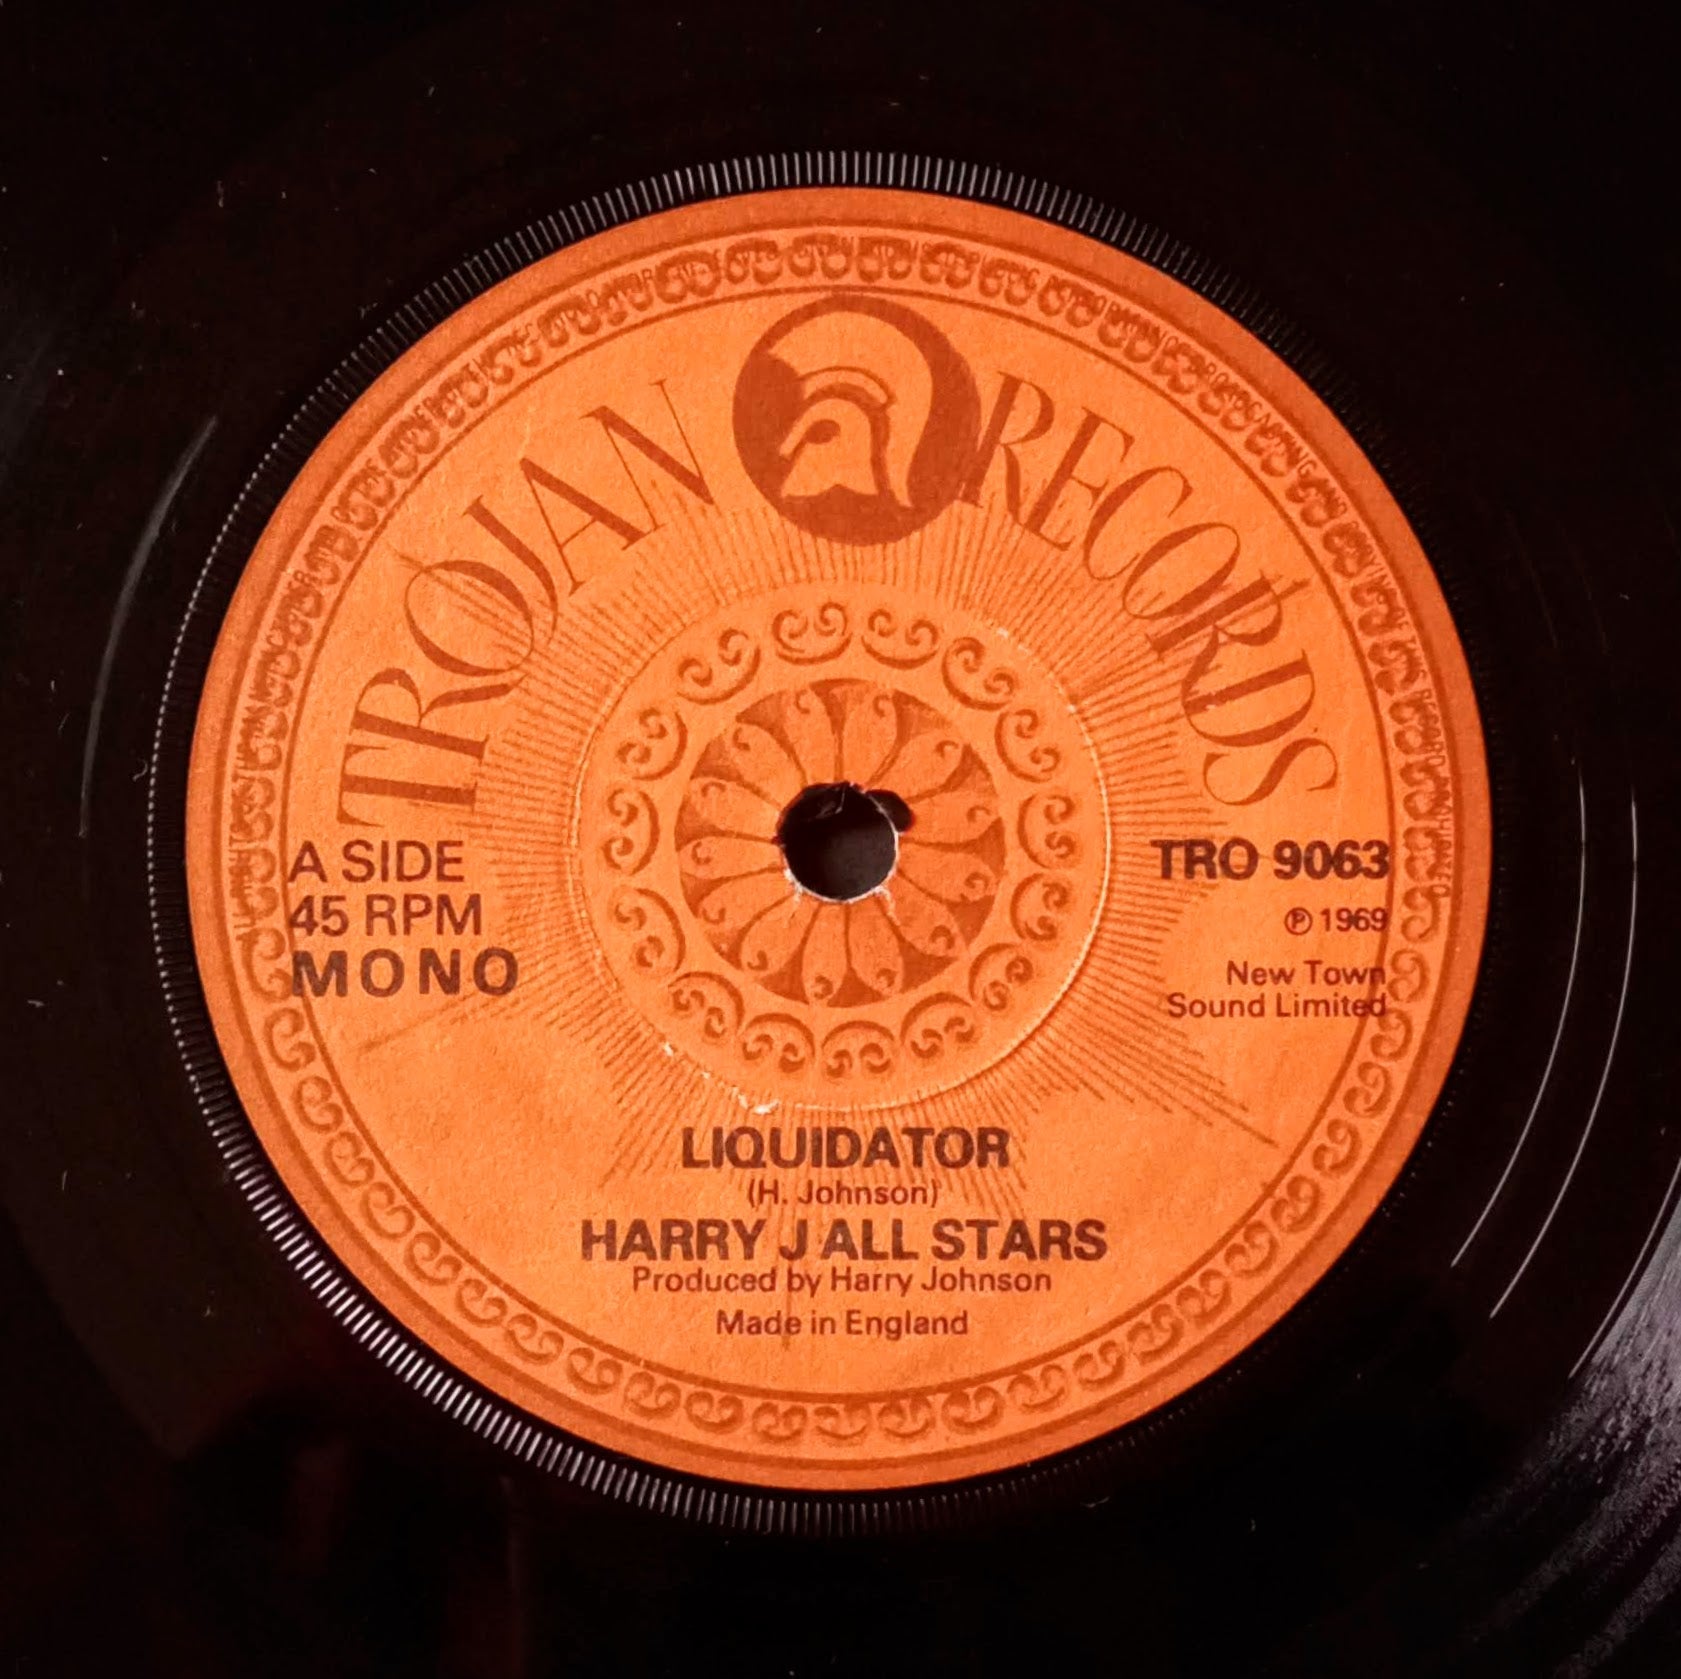 TROJAN RECORDS
A SIDE
45 RPM
MONO
TRO 9063
℗ 1969
New Town
Sound Limited
LIQUIDATOR
(H. Johnson)
HARRY J ALL STARS
Produced by Harry Johnson
Made in England